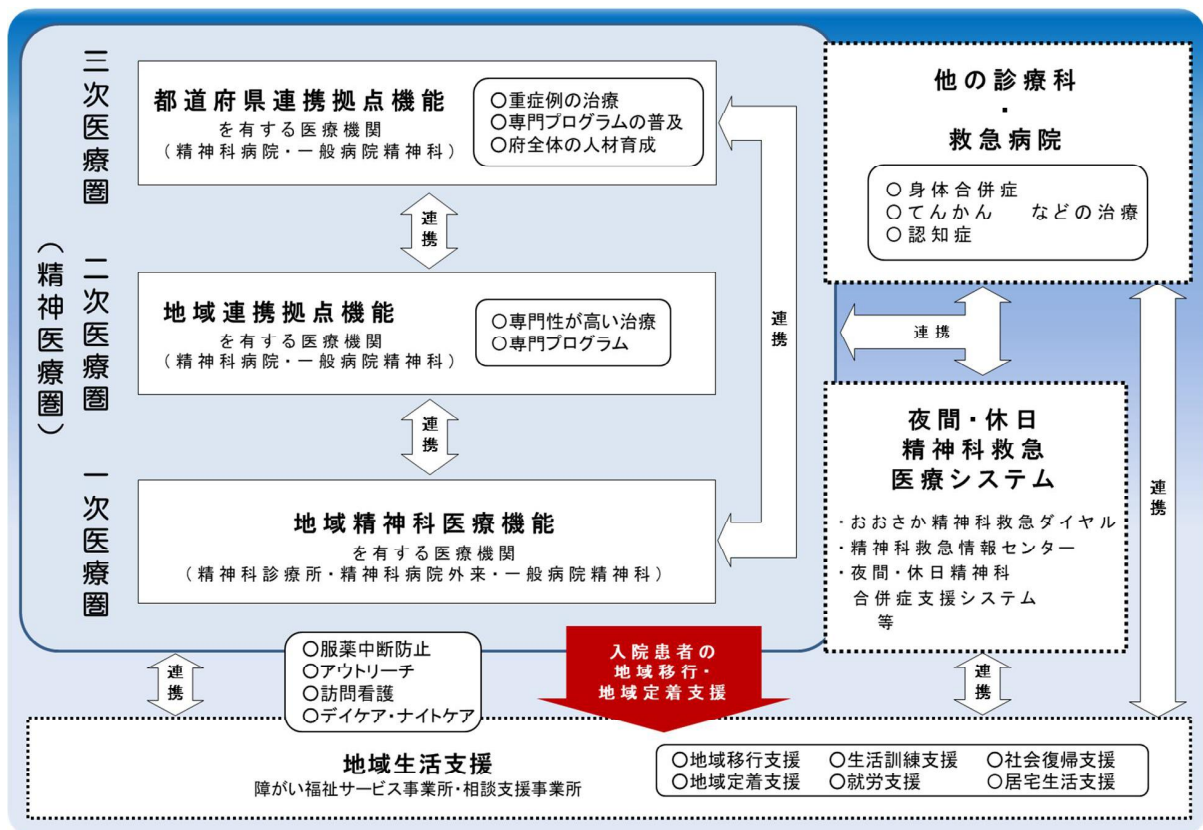 三次医療圏
二次医療圏
(精神医療圏)
一次医療圏
都道府県連携拠点機能
を有する医療機関
(精神科病院・一般病院精神科)
○重症例の治療
○専門プログラムの普及
○府全体の人材育成
連携
地域連携拠点機能
を有する医療機関
(精神科病院・一般病院精神科)
○専門性が高い治療
○専門プログラム
連携
地域精神科医療機能
を有する医療機関
(精神科診療所・精神科病院外来・一般病院精神科)
連携
他の診療科
・
救急病院
○身体合併症
○てんかん などの治療
○認知症
連携
夜間・休日
精神科救急
医療システム
・おおさか精神科救急ダイヤル
・精神科救急情報センター
・夜間・休日精神科
合併症支援システム
等
連携
連携
○服薬中断防止
○アウトリーチ
○訪問看護
○デイケア・ナイトケア
入院患者の
地域移行・
地域定着支援
連携
地域生活支援
障がい福祉サービス事業所・相談支援事業所
○地域移行支援 ○生活訓練支援 ○社会復帰支援
○地域定着支援 ○就労支援 ○居宅生活支援